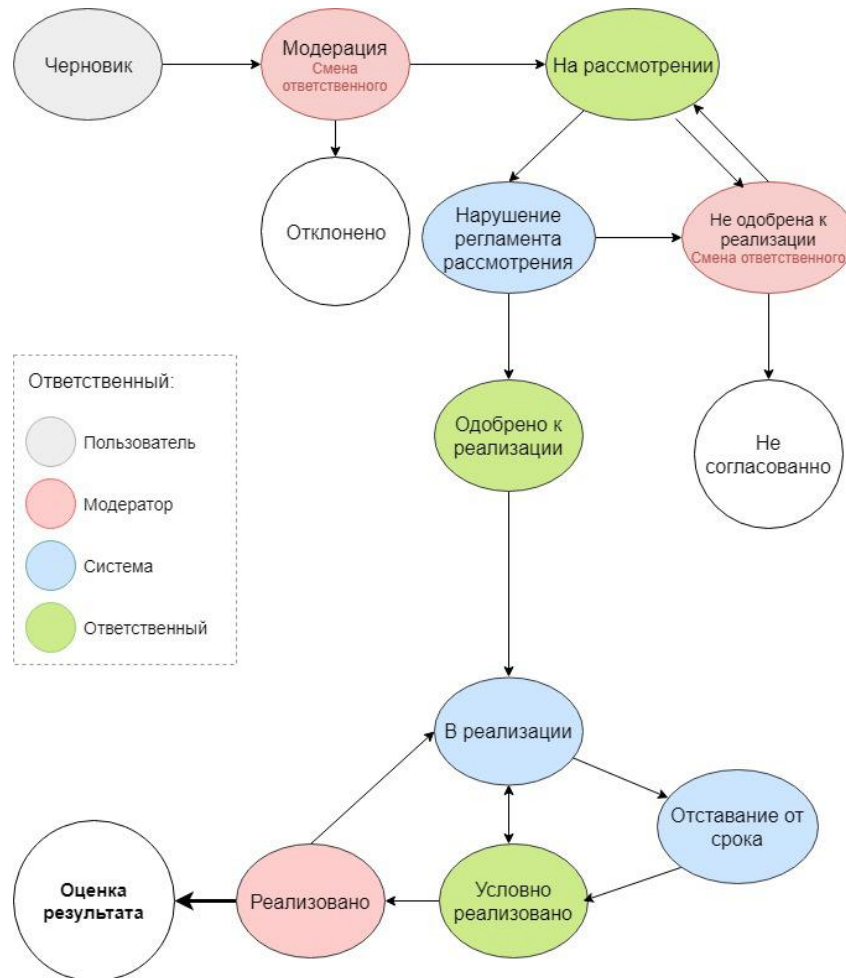 Черновик
Модерация
Смена
ответственного
На рассмотрении
Отклонено
Нарушение
регламента
рассмотрения
Не одобрена к
реализации
Смена ответственного
Ответственный:
Пользователь
Модератор
Система
Ответственный
Одобрено к
реализации
Не
согласованно
В реализации
Отставание от
срока
Оценка
результата
Реализовано
Условно
реализовано